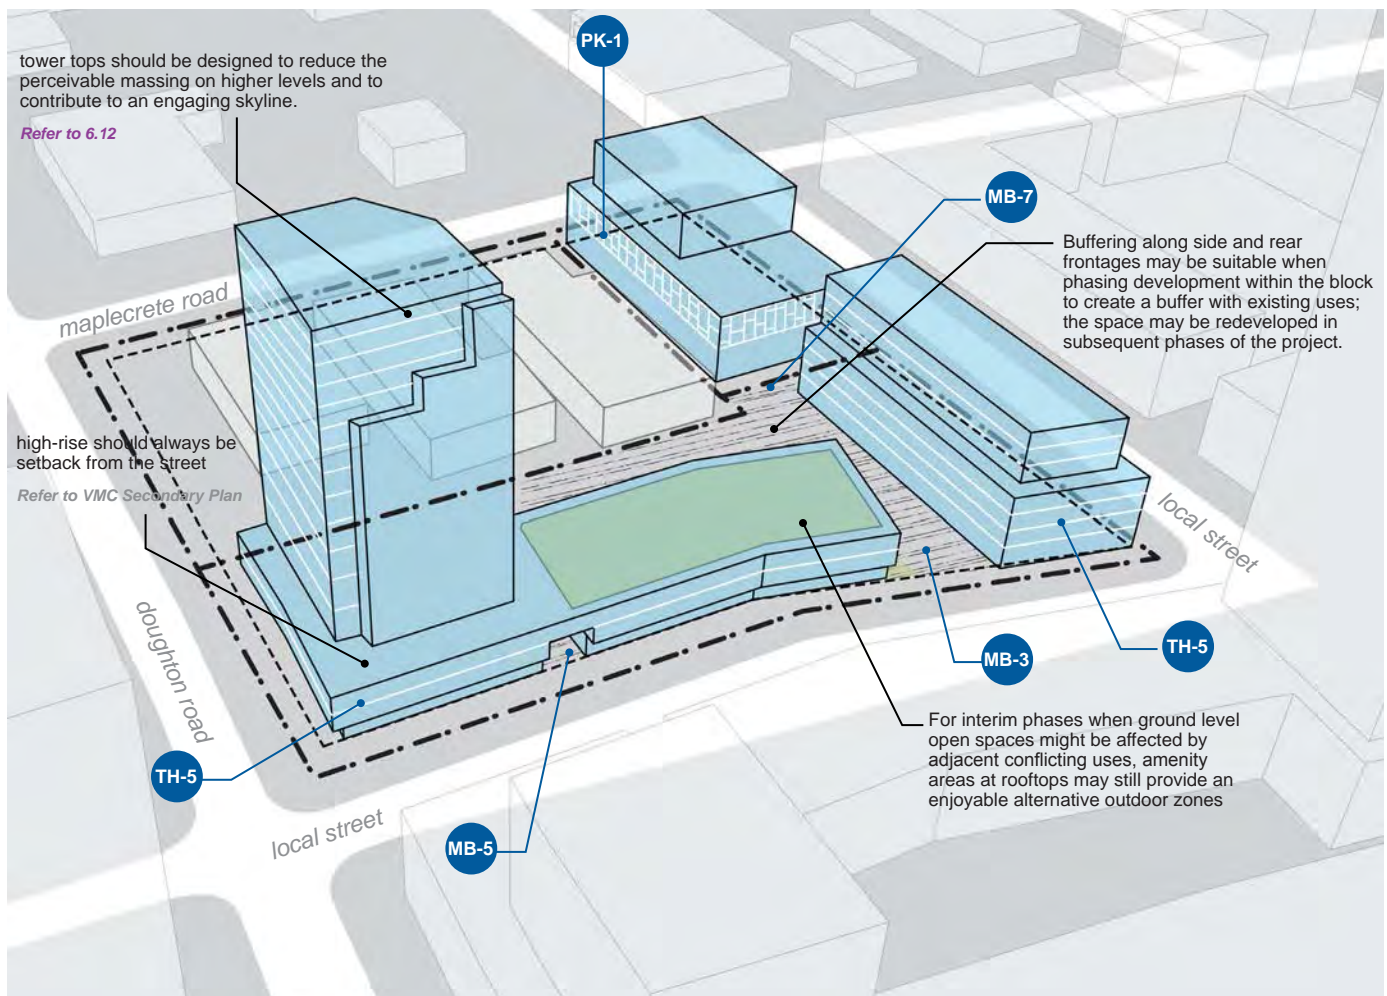 PK-1
tower tops should be designed to reduce the
perceivable massing on higher levels and to
contribute to an engaging skyline.
Refer to 6.12
MB-7
Buffering along side and rear
frontages may be suitable when
phasing development within the block
to create a buffer with existing uses;
the space may be redeveloped in
subsequent phases of the project.
maplecrete road
high-rise should always be
setback from the street
Refer to VMC Secondary Plan
local street
doughton road
TH-5
MB-3
TH-5
For interim phases when ground level
open spaces might be affected by
adjacent conflicting uses, amenity
areas at rooftops may still provide an
enjoyable alternative outdoor zones
local street
MB-5